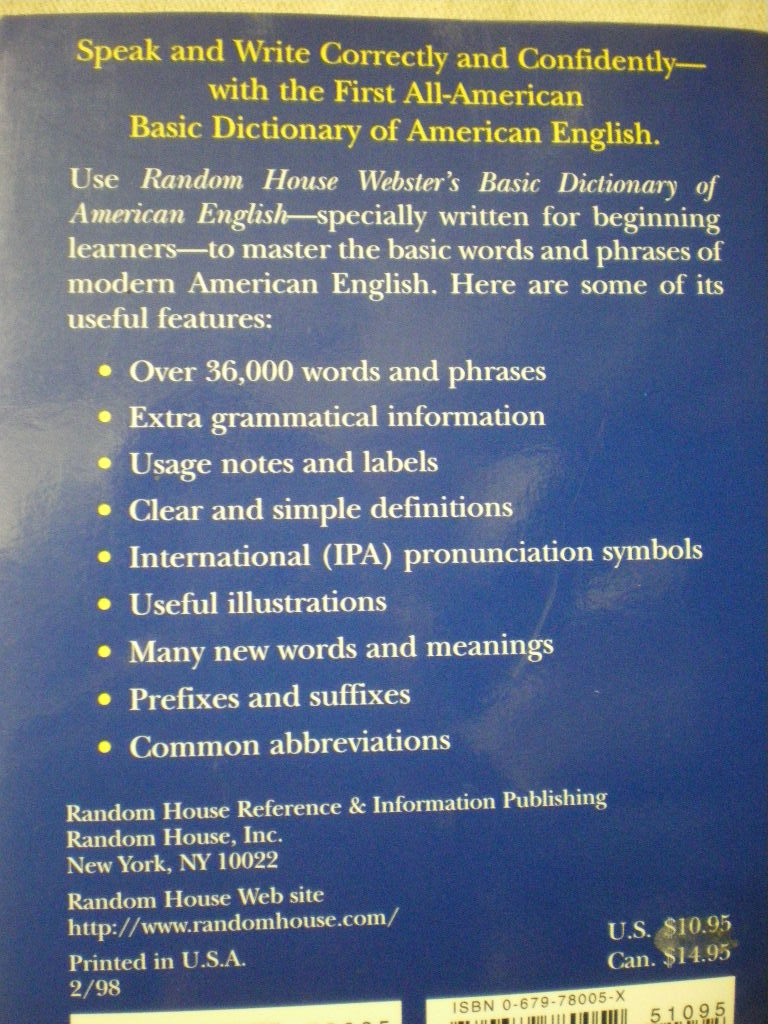 Speak and Write Correctly and Confidently—
with the First All-American
Basic Dictionary of American English.
Use Random House Webster's Basic Dictionary of
American English—specially written for beginning
learners—to master the basic words and phrases of
modern American English. Here are some of its
useful features:
• Over 36,000 words and phrases
• Extra grammatical information
• Usage notes and labels
• Clear and simple definitions
• International (IPA) pronunciation symbols
• Useful illustrations
• Many new words and meanings
• Prefixes and suffixes
• Common abbreviations
Random House Reference & Information Publishing
Random House, Inc.
New York, NY 10022
Random House Web site
http://www.randomhouse.com/
Printed in U.S.A.
2/98
U.S. $10.95
Can. $14.95
ISBN 0-679-78005-X
51095